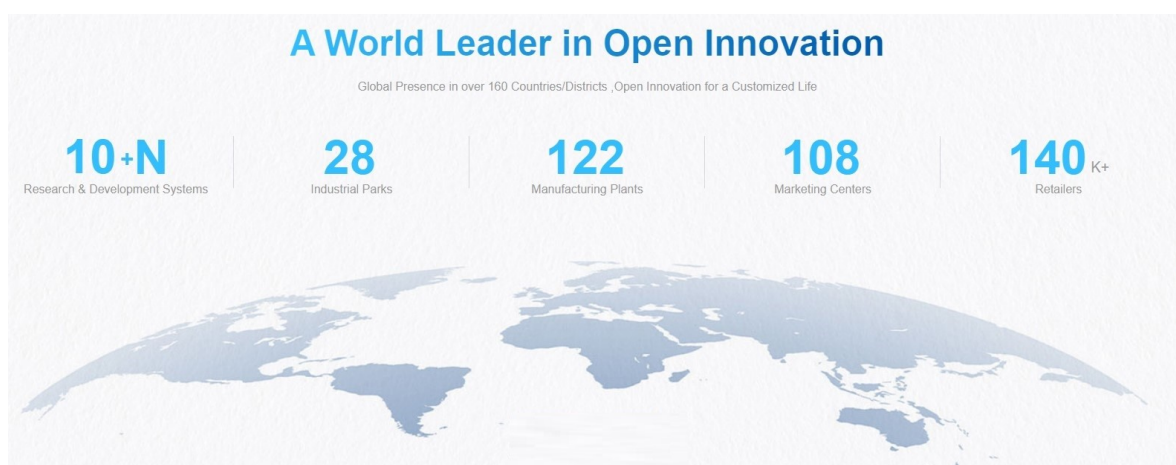 A World Leader in Open Innovation
Global Presence in over 160 Countries/Districts ,Open Innovation for a Customized Life
10+N
Research & Development Systems
28
Industrial Parks
122
Manufacturing Plants
108
Marketing Centers
140 K+
Retailers